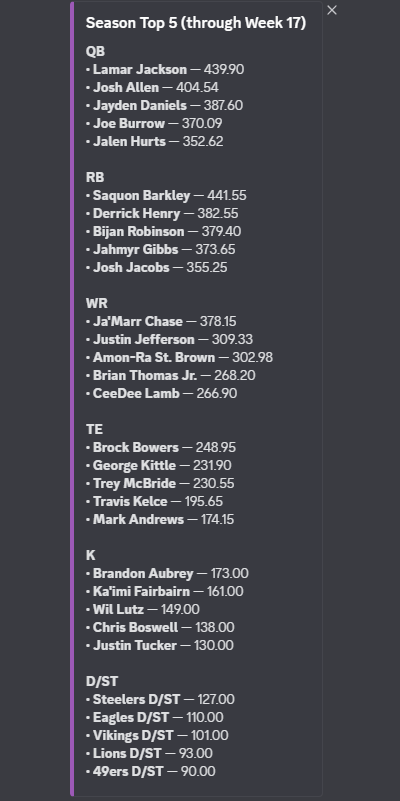 Season Top 5 (through Week 17)
QB
• Lamar Jackson — 439.90
• Josh Allen — 404.54
• Jayden Daniels — 387.60
• Joe Burrow — 370.09
• Jalen Hurts — 352.62
RB
• Saquon Barkley — 441.55
• Derrick Henry — 382.55
• Bijan Robinson — 379.40
• Jahmyr Gibbs — 373.65
• Josh Jacobs — 355.25
WR
• Ja'Marr Chase — 378.15
• Justin Jefferson — 309.33
• Amon-Ra St. Brown — 302.98
• Brian Thomas Jr. — 268.20
• CeeDee Lamb — 266.90
TE
• Brock Bowers — 248.95
• George Kittle — 231.90
• Trey McBride — 230.55
• Travis Kelce — 195.65
• Mark Andrews — 174.15
K
• Brandon Aubrey — 173.00
• Ka'imi Fairbairn — 161.00
• Wil Lutz — 149.00
• Chris Boswell — 138.00
• Justin Tucker — 130.00
D/ST
• Steelers D/ST — 127.00
• Eagles D/ST — 110.00
• Vikings D/ST — 101.00
• Lions D/ST — 93.00
• 49ers D/ST — 90.00